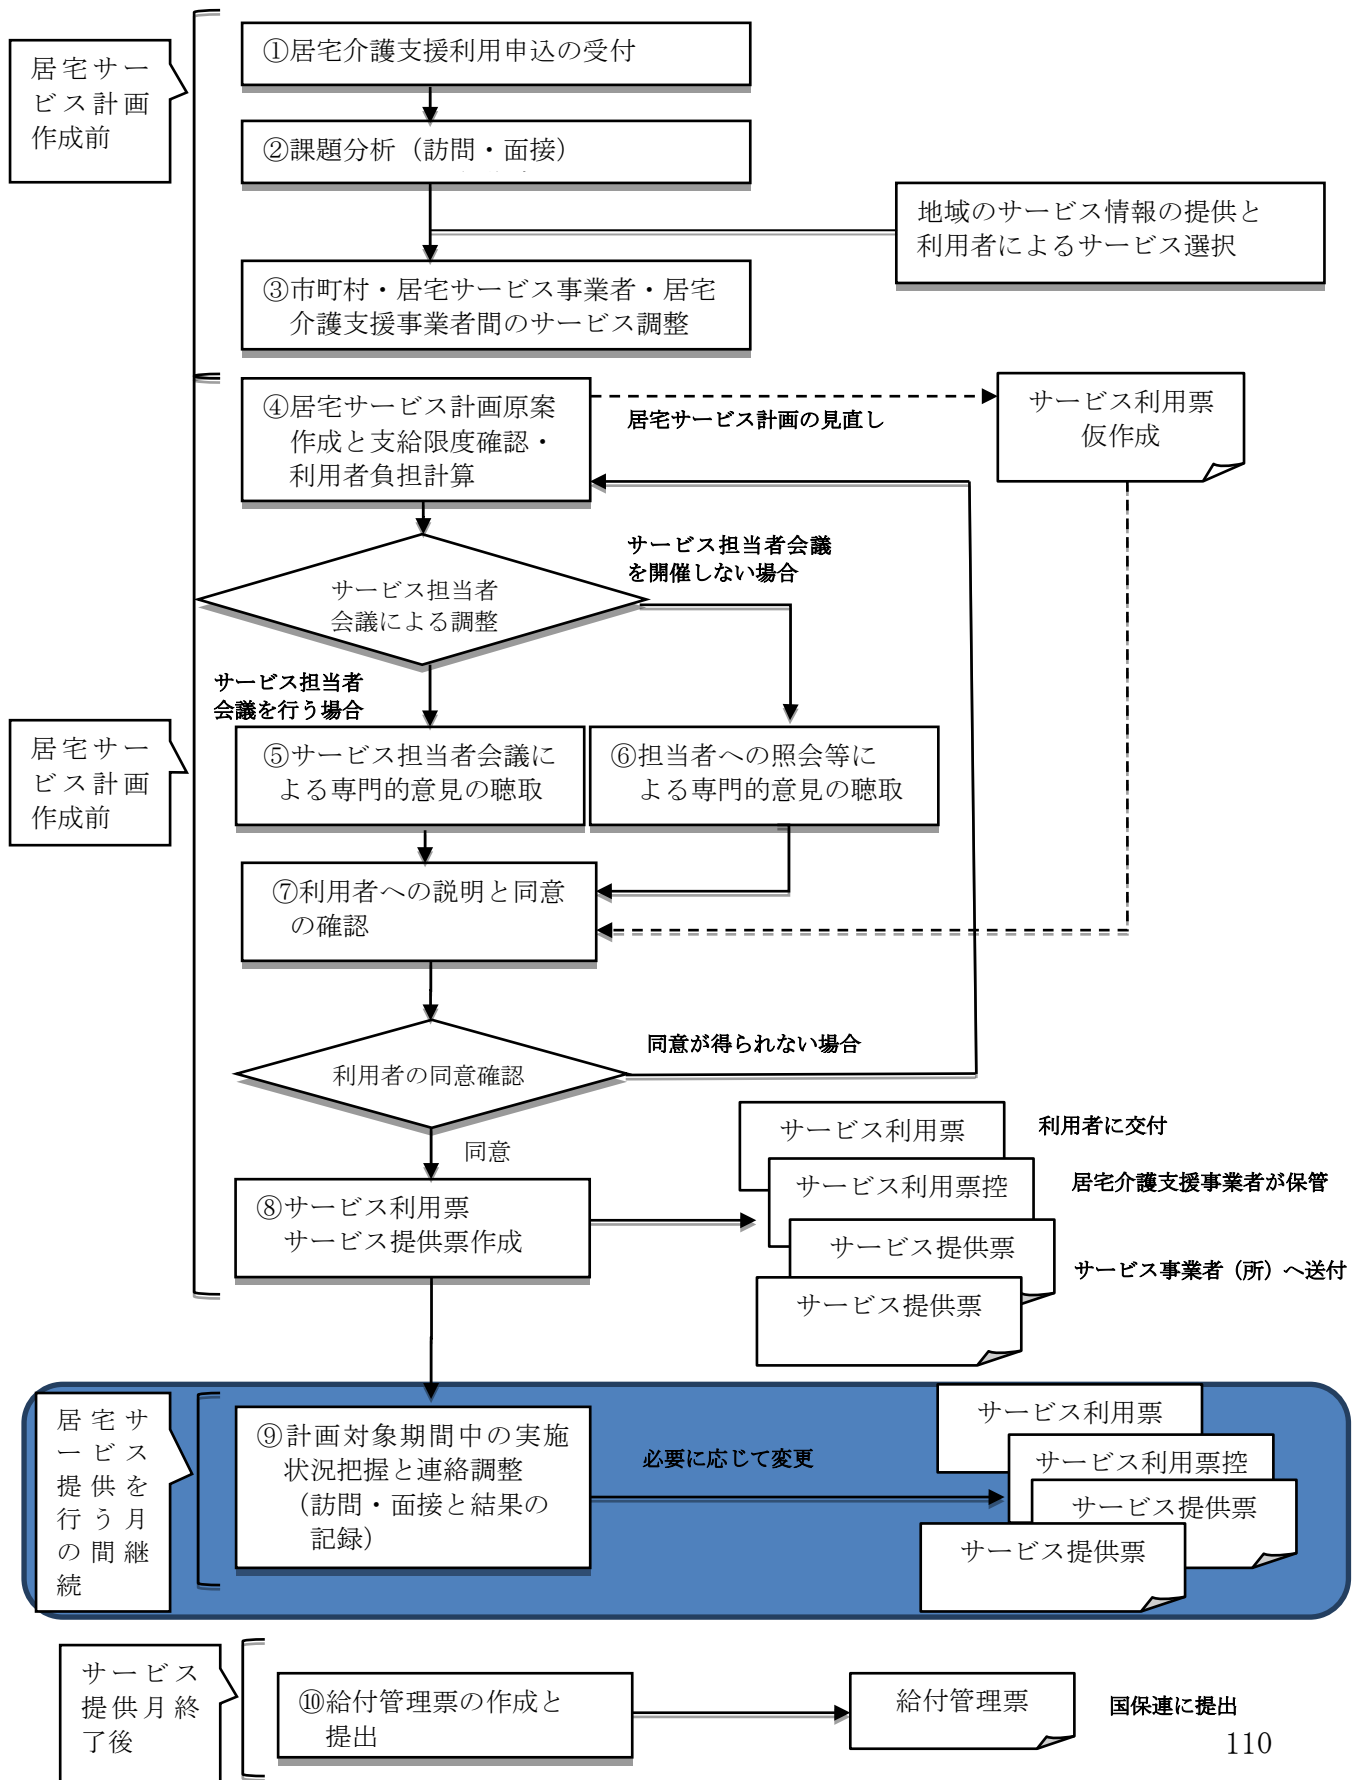 居宅サー
ビス計画
作成前
①居宅介護支援利用申込の受付
②課題分析（訪問・面接）
地域のサービス情報の提供と
利用者によるサービス選択
③市町村・居宅サービス事業者・居宅
介護支援事業者間のサービス調整
④居宅サービス計画原案
作成と支給限度確認・
利用者負担計算
居宅サービス計画の見直し
サービス利用票
仮作成
サービス担当者
会議による調整
サービス担当者会議
を開催しない場合
サービス担当者
会議を行う場合
居宅サー
ビス計画
作成前
⑤サービス担当者会議に
よる専門的意見の聴取
⑥担当者への照会等に
よる専門的意見の聴取
⑦利用者への説明と同意
の確認
利用者の同意確認
同意が得られない場合
同意
⑧サービス利用票
サービス提供票作成
サービス利用票
利用者に交付
サービス利用票控
居宅介護支援事業者が保管
サービス提供票
サービス事業者（所）へ送付
サービス提供票
居宅サ
ービス
提供を
行う月
の間継
続
⑨計画対象期間中の実施
状況把握と連絡調整
（訪問・面接と結果の
記録）
必要に応じて変更
サービス利用票
サービス利用票控
サービス提供票
サービス提供票
サービス
提供月終
了後
⑩給付管理票の作成と
提出
給付管理票
国保連に提出
110